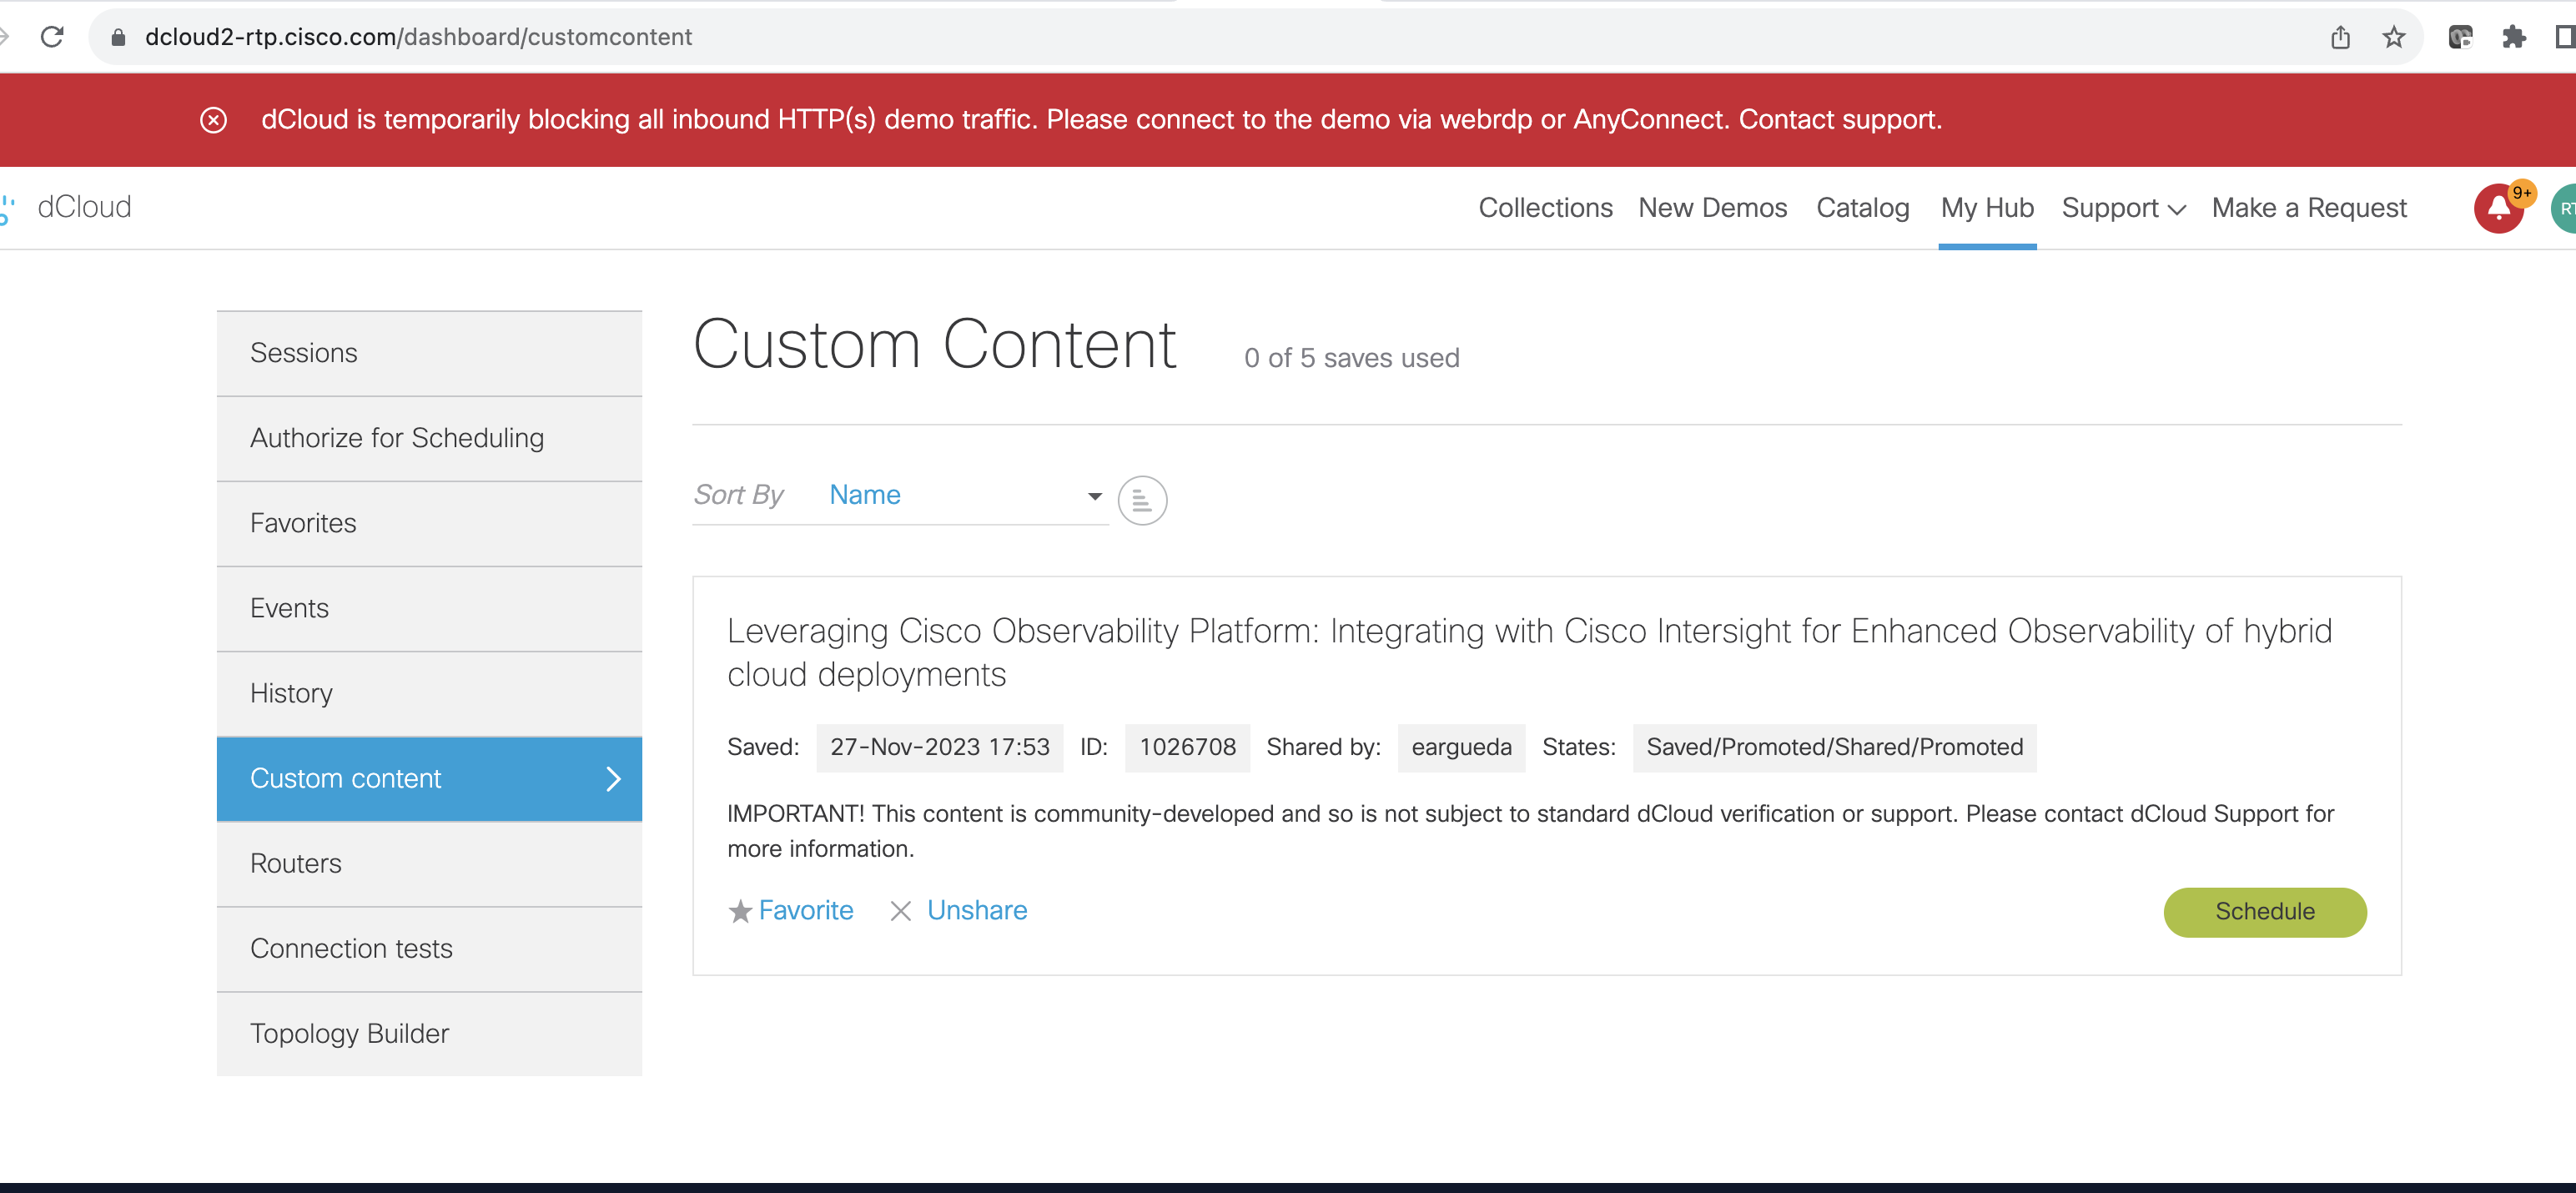 dcloud2-rtp.cisco.com/dashboard/customcontent
dCloud is temporarily blocking all inbound HTTP(s) demo traffic. Please connect to the demo via webrdp or AnyConnect. Contact support.
dCloud
Collections New Demos Catalog My Hub Support Make a Request 9+
Sessions
Authorize for Scheduling
Favorites
Events
History
Custom content
Routers
Connection tests
Topology Builder
Custom Content 0 of 5 saves used
Sort By Name
Leveraging Cisco Observability Platform: Integrating with Cisco Intersight for Enhanced Observability of hybrid
cloud deployments
Saved: 27-Nov-2023 17:53 ID: 1026708 Shared by: eargueda States: Saved/Promoted/Shared/Promoted
IMPORTANT! This content is community-developed and so is not subject to standard dCloud verification or support. Please contact dCloud Support for
more information.
Favorite Unshare
Schedule